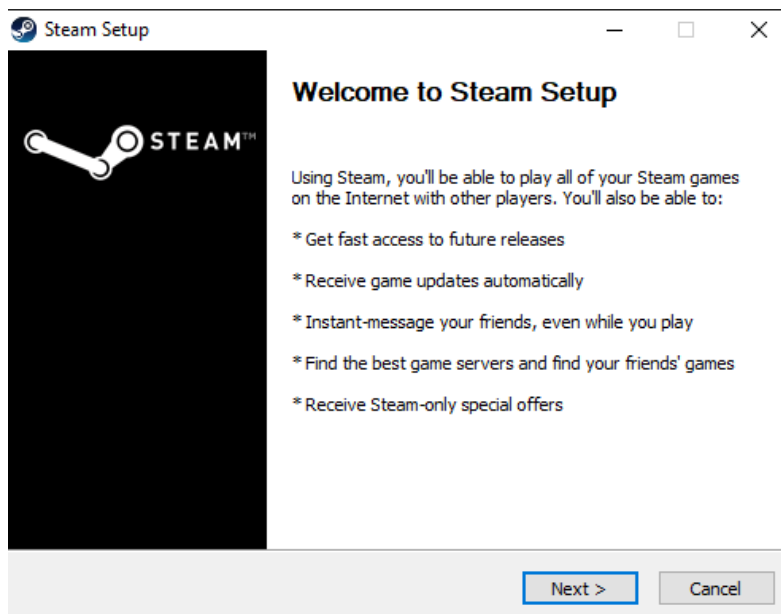 Steam Setup
STEAM™
Welcome to Steam Setup
Using Steam, you'll be able to play all of your Steam games
on the Internet with other players. You'll also be able to:
* Get fast access to future releases
* Receive game updates automatically
* Instant-message your friends, even while you play
* Find the best game servers and find your friends' games
* Receive Steam-only special offers
Next >
Cancel